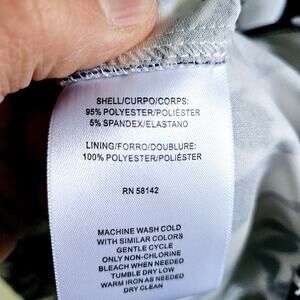 SHELL/CURPO/CORPS:
95% POLYESTER/POLIÉSTER
5% SPANDEX/ELASTANO
LINING/FORRO/DOUBLURE:
100% POLYESTER/POLIÉSTER
RN 58142
MACHINE WASH COLD
WITH SIMILAR COLORS
GENTLE CYCLE
ONLY NON-CHLORINE
BLEACH WHEN NEEDED
TUMBLE DRY LOW
WARM IRON AS NEEDED
DRY CLEAN